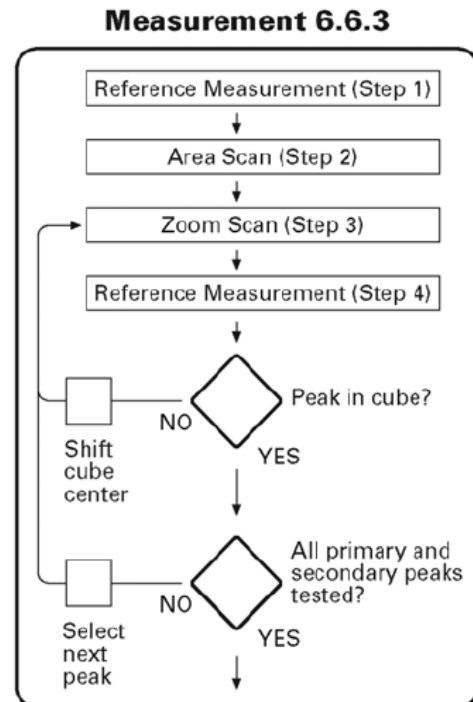 Measurement 6.6.3
Reference Measurement (Step 1)
Area Scan (Step 2)
Zoom Scan (Step 3)
Reference Measurement (Step 4)
Peak in cube?
NO
YES
Shift
cube
center
All primary and
secondary peaks
tested?
NO
YES
Select
next
peak